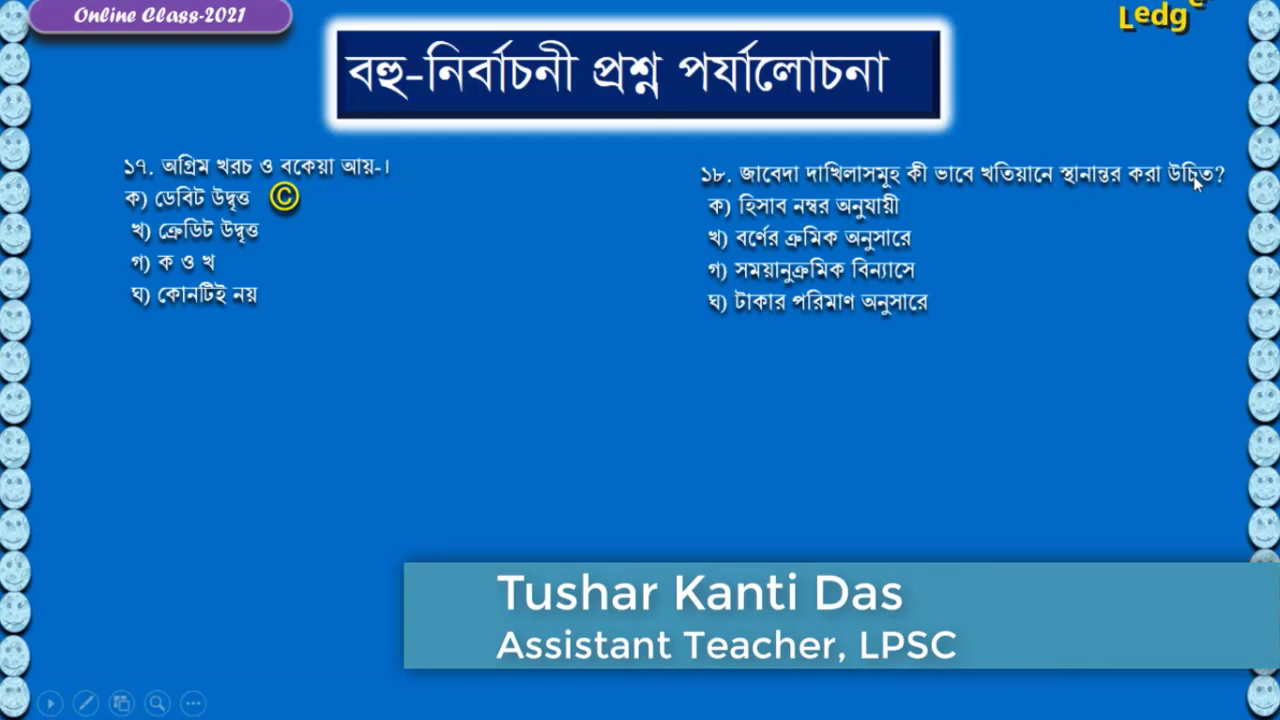 Online Class-2021
Ledge
বহু-নির্বাচনী প্রশ্ন পর্যালোচনা
১৭. অগ্রিম খরচ ও বকেয়া আয়-।
ক) ডেবিট উদ্বৃত্ত ©
খ) ক্রেডিট উদ্বৃত্ত
গ) ক ও খ
ঘ) কোনটিই নয়
১৮. জাবেদা দাখিলাসমূহ কী ভাবে খতিয়ানে স্থানান্তর করা উচিত?
ক) হিসাব নম্বর অনুযায়ী
খ) বর্ণের ক্রমিক অনুসারে
গ) সময়ানুক্রমিক বিন্যাসে
ঘ) টাকার পরিমাণ অনুসারে
Tushar Kanti Das
Assistant Teacher, LPSC